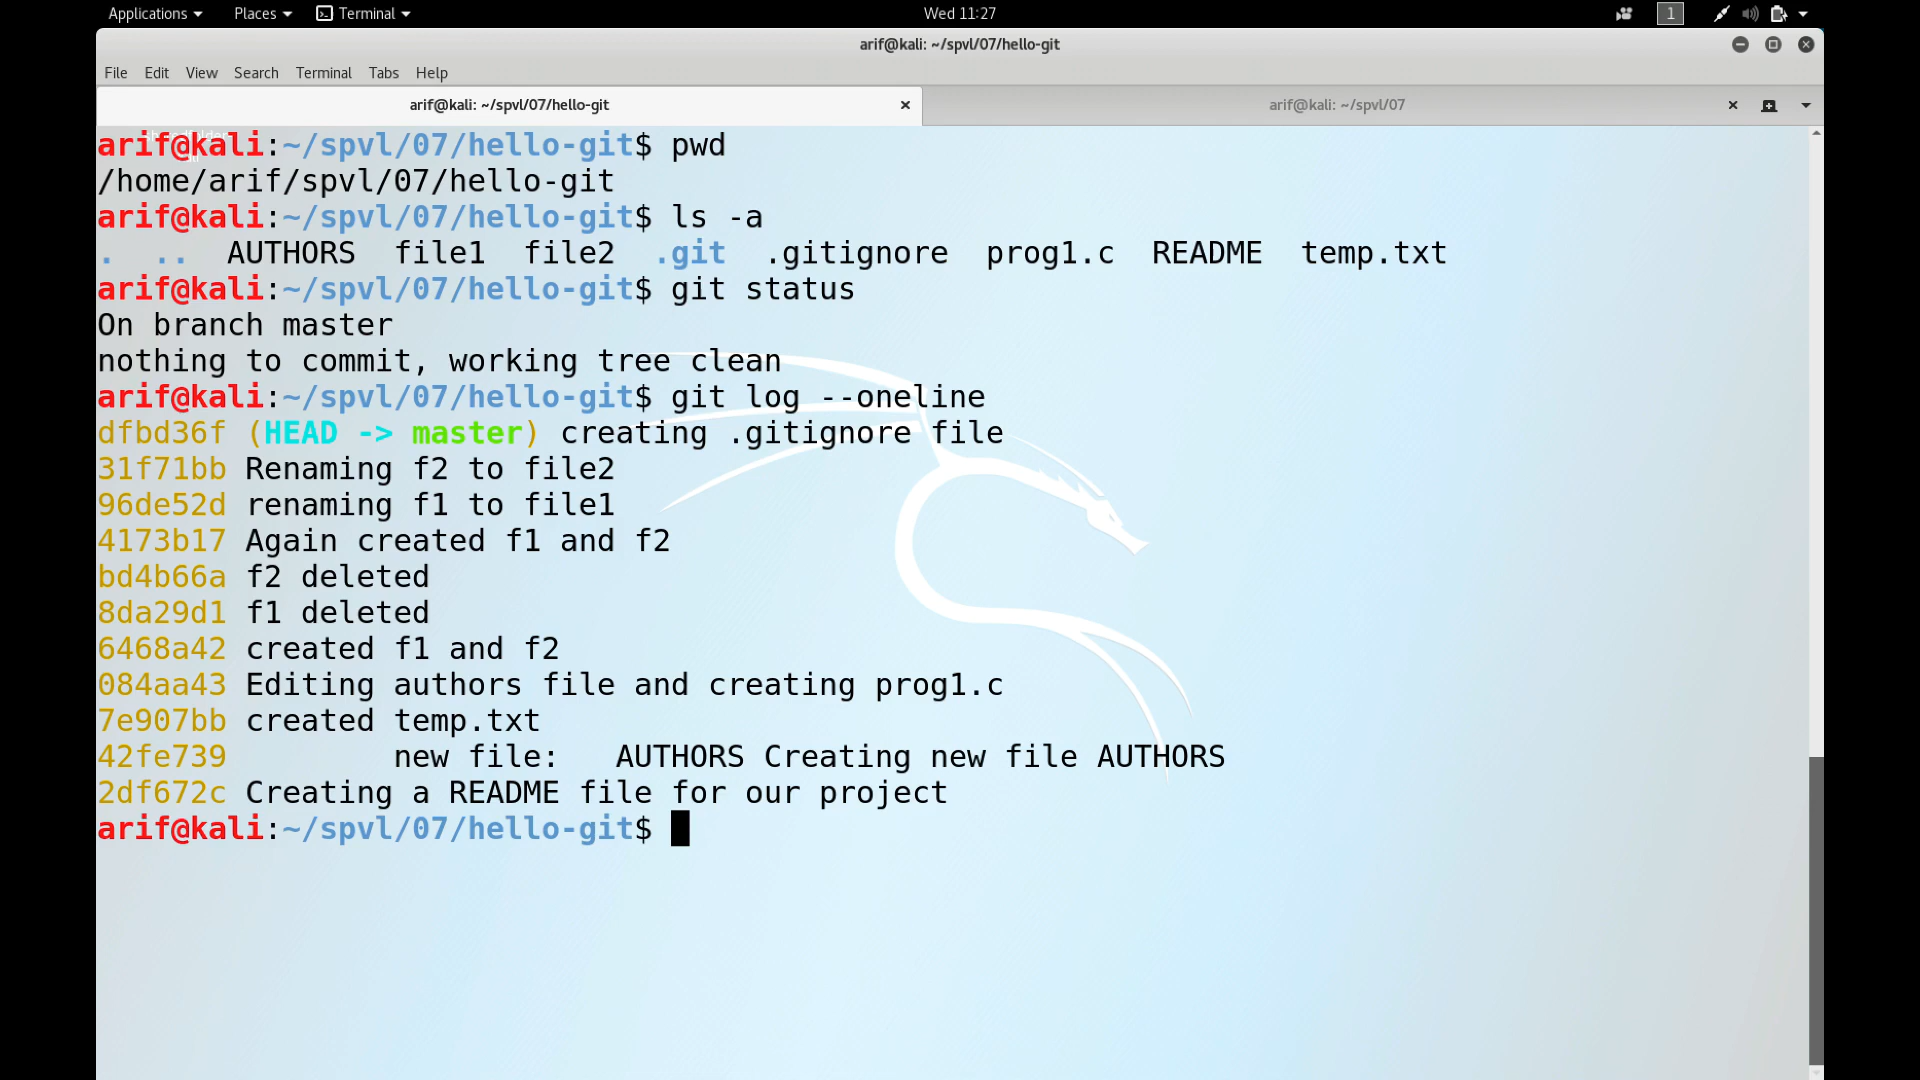 Applications Places Terminal Wed 11:27 1
arif@kali: ~/spvl/07/hello-git
File Edit View Search Terminal Tabs Help
arif@kali: ~/spvl/07/hello-git arif@kali: ~/spvl/07
arif@kali:~/spvl/07/hello-git$ pwd
/home/arif/spvl/07/hello-git
arif@kali:~/spvl/07/hello-git$ ls -a
. .. AUTHORS file1 file2 .git .gitignore prog1.c README temp.txt
arif@kali:~/spvl/07/hello-git$ git status
On branch master
nothing to commit, working tree clean
arif@kali:~/spvl/07/hello-git$ git log --oneline
dfbd36f (HEAD -> master) creating .gitignore file
31f71bb Renaming f2 to file2
96de52d renaming f1 to file1
4173b17 Again created f1 and f2
bd4b66a f2 deleted
8da29d1 f1 deleted
6468a42 created f1 and f2
084aa43 Editing authors file and creating prog1.c
7e907bb created temp.txt
42fe739 new file: AUTHORS Creating new file AUTHORS
2df672c Creating a README file for our project
arif@kali:~/spvl/07/hello-git$